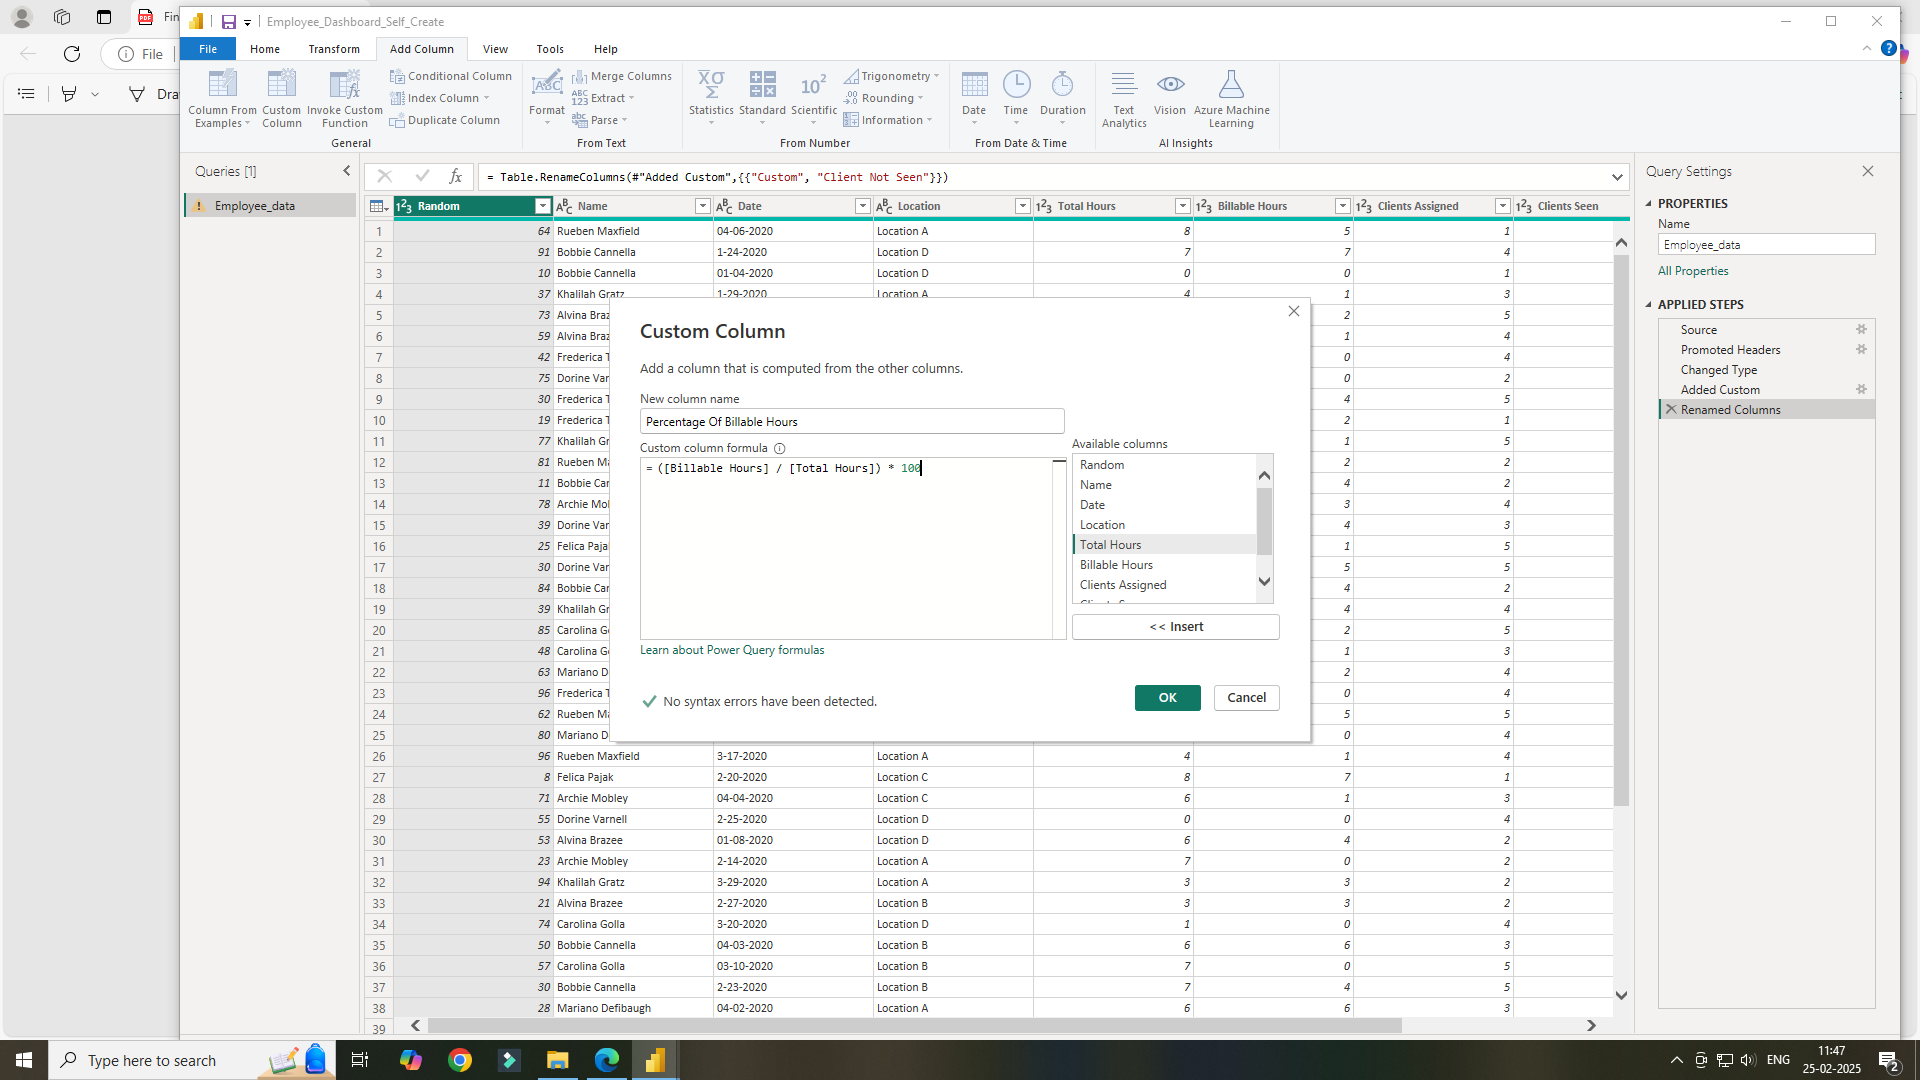 Fin
File
Dra
Employee_Dashboard_Self_Create
File Home Transform Add Column View Tools Help
Column From Examples
Custom Column
Invoke Custom Function
Conditional Column
Index Column
Duplicate Column
General
Format
Merge Columns
Extract
Parse
From Text
Statistics
Standard
Scientific
Trigonometry
Rounding
Information
From Number
Date
Time
Duration
From Date & Time
Text Analytics
Vision
Azure Machine Learning
AI Insights
Queries [1]
Employee_data
= Table.RenameColumns(#"Added Custom",{{"Custom", "Client Not Seen"}})
Random Name Date Location Total Hours Billable Hours Clients Assigned Clients Seen
1 64 Rueben Maxfield 04-06-2020 Location A 8 5 1
2 91 Bobbie Cannella 1-24-2020 Location D 7 7 4
3 10 Bobbie Cannella 01-04-2020 Location D 0 0 1
4 37 Khalilah Gratz 1-29-2020 Location A 4 1 3
5 73 Alvina Braz 2 5
6 59 Alvina Braz 1 4
7 42 Frederica T 0 4
8 75 Dorine Var 0 2
9 30 Frederica T 4 5
10 19 Frederica T 2 1
11 77 Khalilah Gr 1 5
12 81 Rueben Ma 2 2
13 11 Bobbie Car 4 2
14 78 Archie Mol 3 4
15 39 Dorine Var 4 3
16 25 Felica Paja 1 5
17 30 Dorine Var 5 5
18 84 Bobbie Car 4 2
19 39 Khalilah Gr 4 4
20 85 Carolina Go 2 5
21 48 Carolina Go 1 3
22 63 Mariano D 2 4
23 96 Frederica T 0 4
24 62 Rueben Ma 5 5
25 80 Mariano D 0 4
26 96 Rueben Maxfield 3-17-2020 Location A 4 1 4
27 8 Felica Pajak 2-20-2020 Location C 8 7 1
28 71 Archie Mobley 04-04-2020 Location C 6 1 3
29 55 Dorine Varnell 2-25-2020 Location D 0 0 4
30 53 Alvina Brazee 01-08-2020 Location D 6 4 2
31 23 Archie Mobley 2-14-2020 Location A 7 0 2
32 94 Khalilah Gratz 3-29-2020 Location A 3 3 2
33 21 Alvina Brazee 2-27-2020 Location B 3 3 2
34 74 Carolina Golla 3-20-2020 Location D 1 0 4
35 50 Bobbie Cannella 04-03-2020 Location B 6 6 3
36 57 Carolina Golla 03-10-2020 Location B 7 0 5
37 30 Bobbie Cannella 2-23-2020 Location B 7 4 5
38 28 Mariano Defibaugh 04-02-2020 Location A 6 6 3
39
Custom Column
Add a column that is computed from the other columns.
New column name
Percentage Of Billable Hours
Custom column formula
= ([Billable Hours] / [Total Hours]) * 100
Available columns
Random
Name
Date
Location
Total Hours
Billable Hours
Clients Assigned
<< Insert
Learn about Power Query formulas
No syntax errors have been detected.
OK
Cancel
Query Settings
PROPERTIES
Name
Employee_data
All Properties
APPLIED STEPS
Source
Promoted Headers
Changed Type
Added Custom
Renamed Columns
Type here to search
ENG
11:47
25-02-2025
2